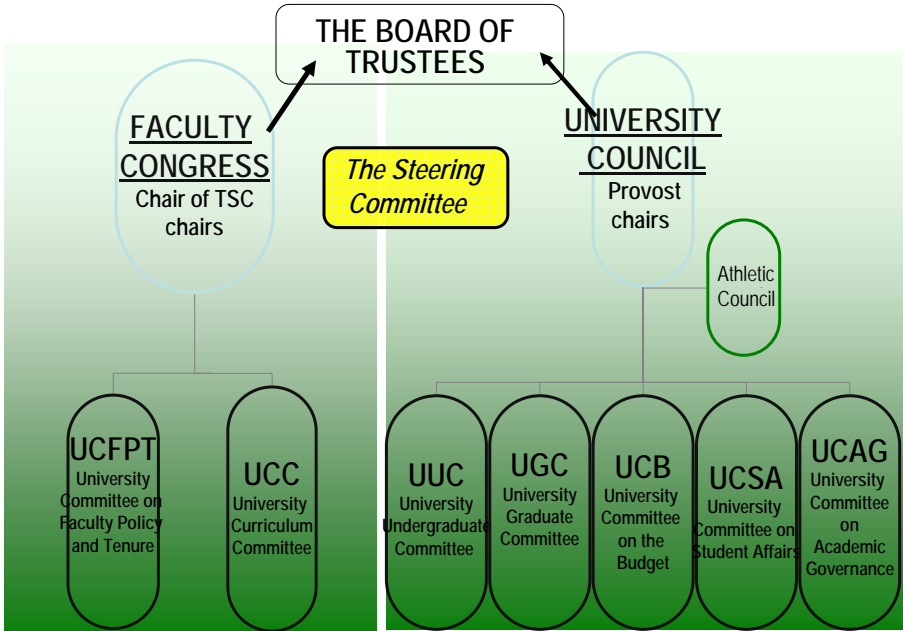 THE BOARD OF
TRUSTEES
FACULTY
CONGRESS
Chair of TSC
chairs
The Steering
Committee
UNIVERSITY
COUNCIL
Provost
chairs
Athletic
Council
UCFPT
University
Committee on
Faculty Policy
and Tenure
UCC
University
Curriculum
Committee
UUC
University
Undergraduate
Committee
UGC
University
Graduate
Committee
UCB
University
Committee
on the
Budget
UCSA
University
Committee on
Student Affairs
UCAG
University
Committee
on
Academic
Governance